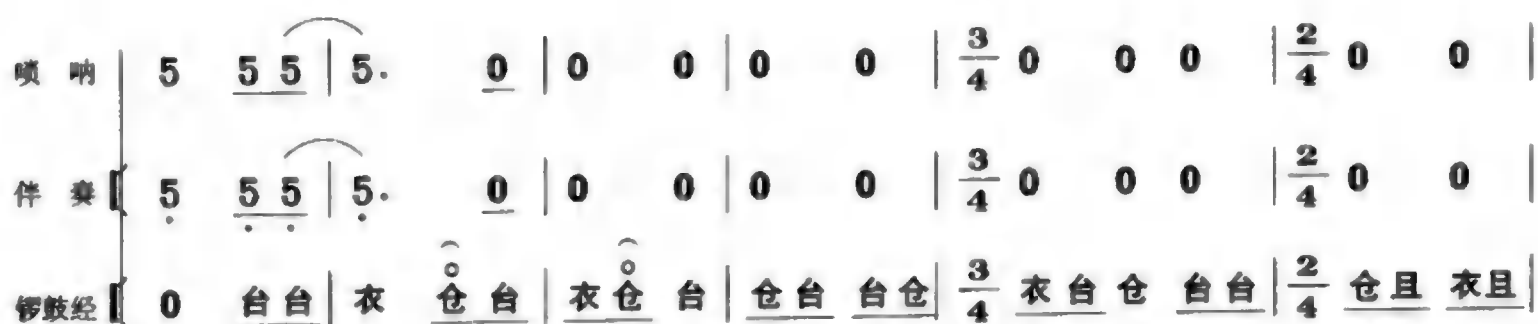 唢 呐 5 5 5 | 5. 0 | 0 0 | 0 0 | 3/4 0 0 0 | 2/4 0 0 |
伴 奏 5 5 5 | 5. 0 | 0 0 | 0 0 | 3/4 0 0 0 | 2/4 0 0 |
锣鼓经 0 台台 | 衣 仓台 | 衣仓 台 | 仓台 台仓 | 3/4 衣台仓 台台 | 2/4 仓且 衣且 |